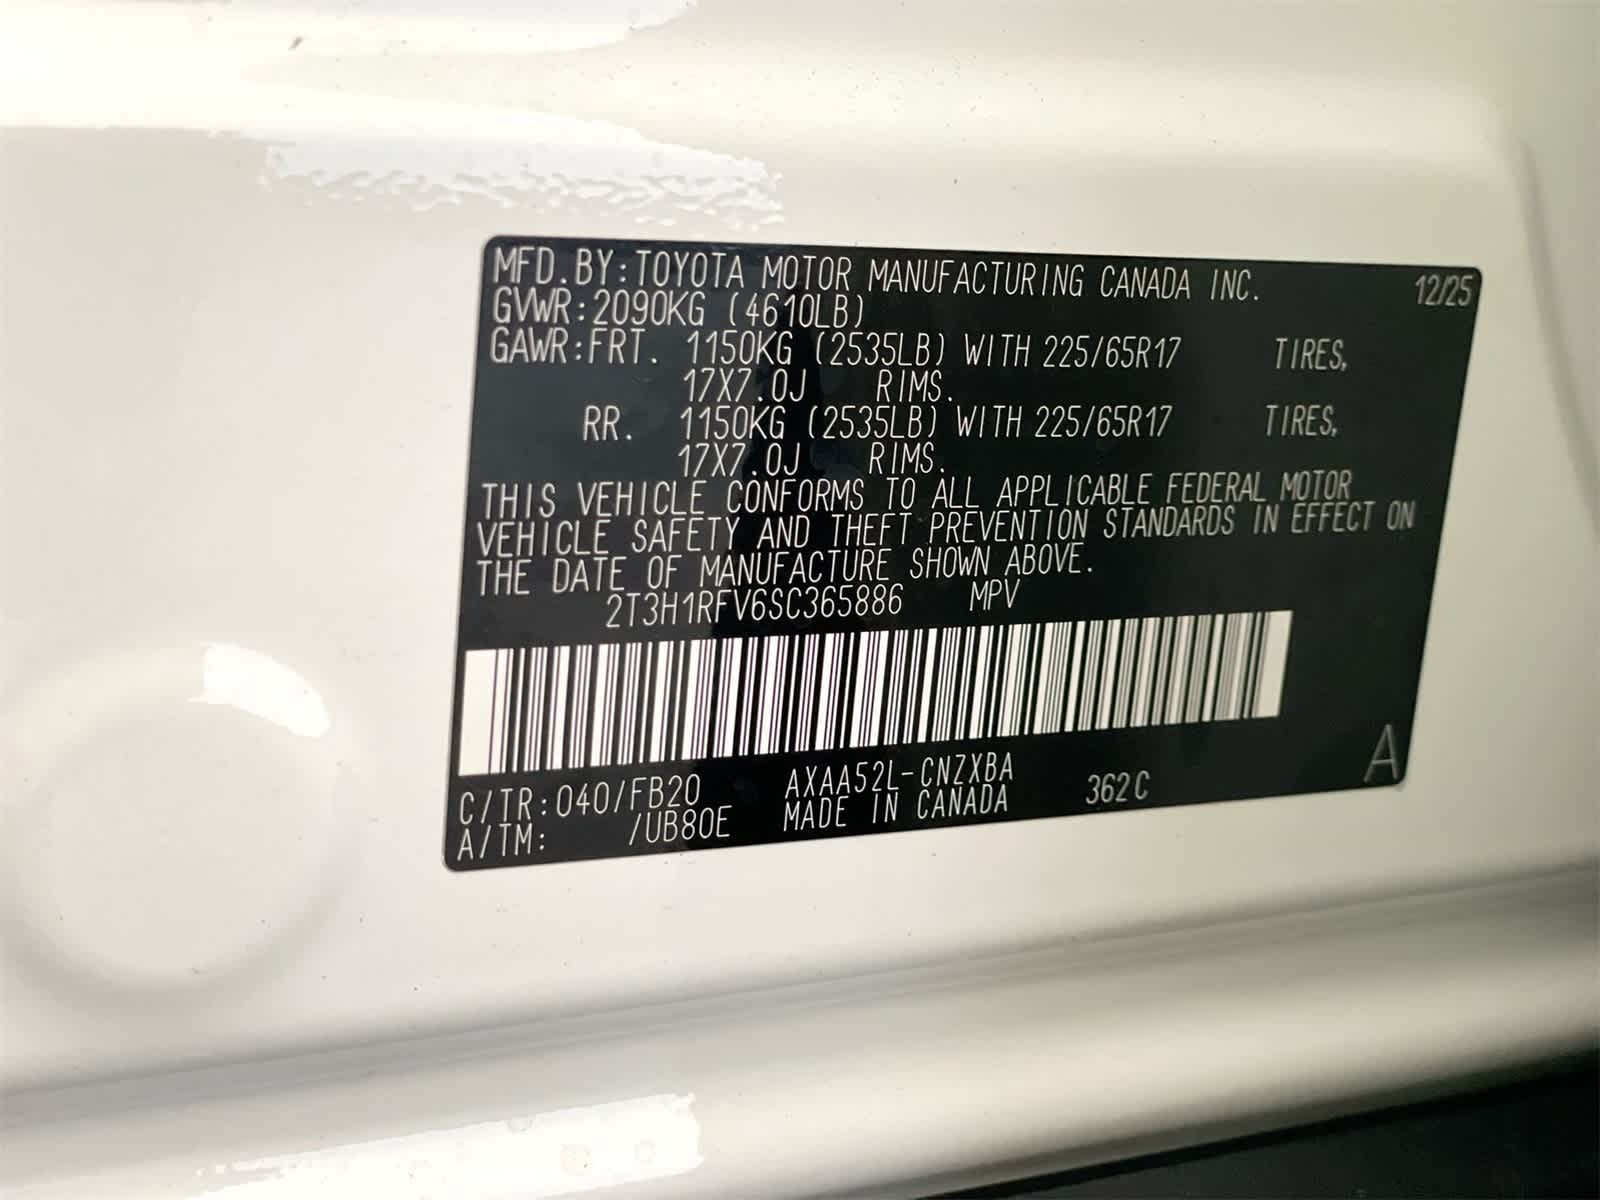 MFD.BY:TOYOTA MOTOR MANUFACTURING CANADA INC. 12/25
GVWR:2090KG (4610LB)
GAWR:FRT. 1150KG (2535LB) WITH 225/65R17 TIRES,
17X7.0J RIMS.
RR. 1150KG (2535LB) WITH 225/65R17 TIRES,
17X7.0J RIMS.
THIS VEHICLE CONFORMS TO ALL APPLICABLE FEDERAL MOTOR
VEHICLE SAFETY AND THEFT PREVENTION STANDARDS IN EFFECT ON
THE DATE OF MANUFACTURE SHOWN ABOVE.
2T3H1RFV6SC365886 MPV
C/TR:040/FB20 AXAA52L-CNZXBA 362C A
A/TM: /UB80E MADE IN CANADA